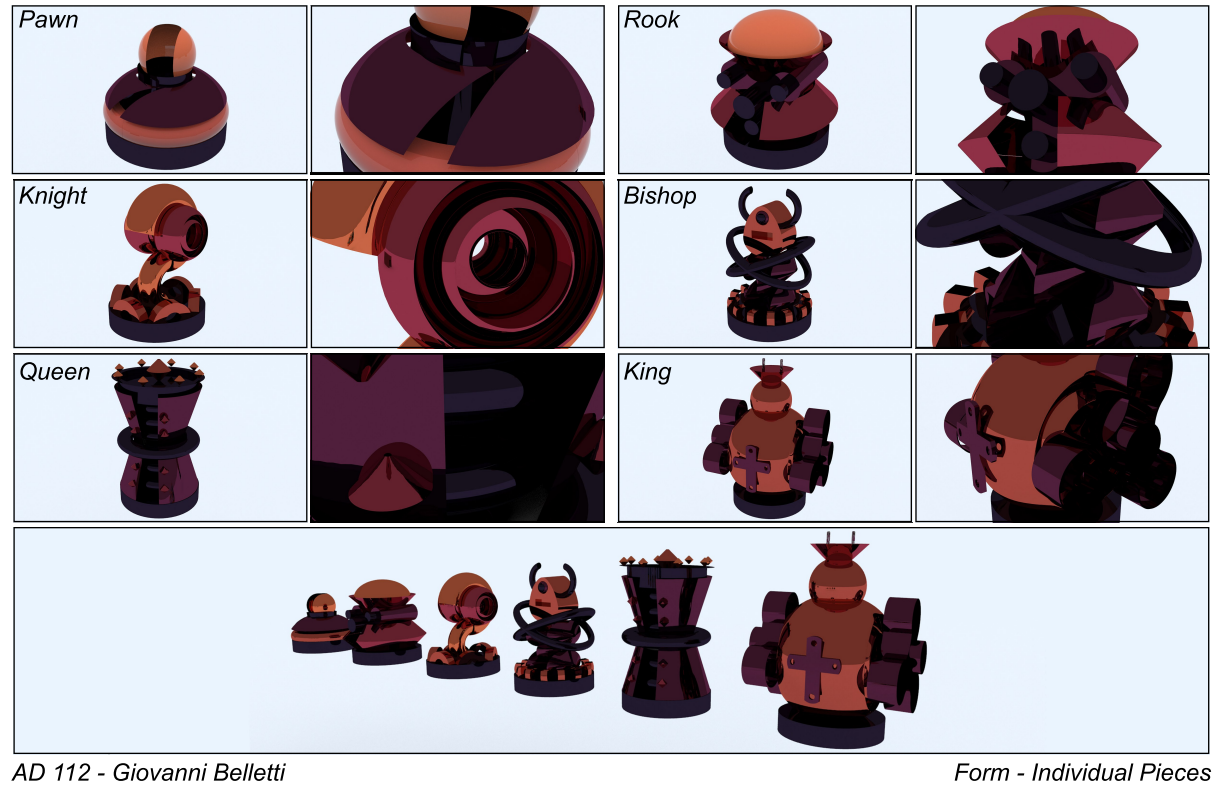 Pawn
Rook
Knight
Bishop
Queen
King
AD 112 - Giovanni Belletti
Form - Individual Pieces